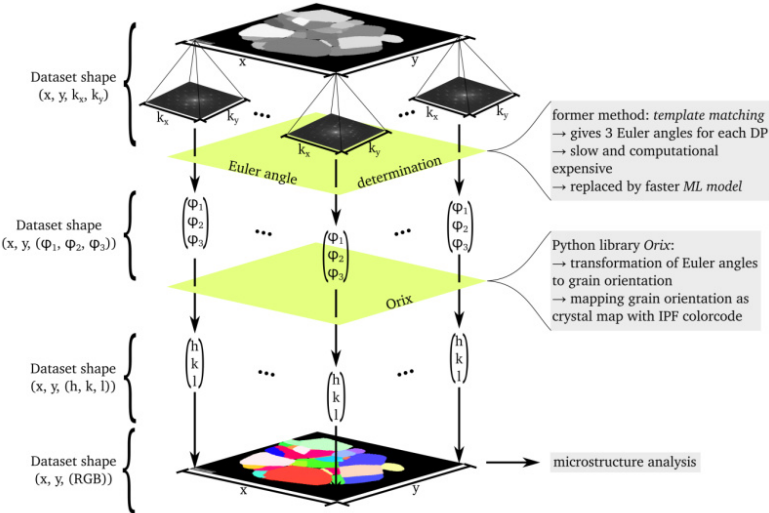 x
y
Dataset shape
(x, y, kx, ky)
kx
ky
...
kx
ky
...
kx
ky
former method: template matching
→ gives 3 Euler angles for each DP
→ slow and computational
expensive
→ replaced by faster ML model
Euler angle
determination
Dataset shape
(x, y, (φ1, φ2, φ3))
φ1
φ2
φ3
...
φ1
φ2
φ3
...
φ1
φ2
φ3
Python library Orix:
→ transformation of Euler angles
to grain orientation
→ mapping grain orientation as
crystal map with IPF colorcode
Orix
Dataset shape
(x, y, (h, k, l))
h
k
l
...
h
k
l
...
h
k
l
Dataset shape
(x, y, (RGB))
x
y
microstructure analysis